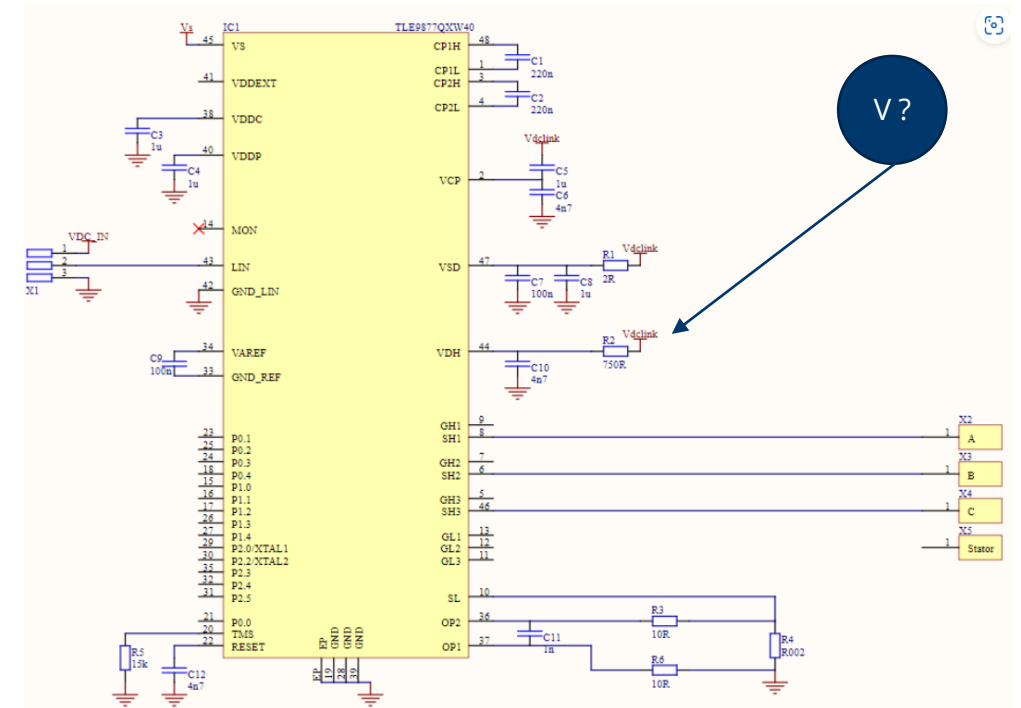 Vs
IC1
TLE9877QXW40
V ?
45 VS
41 VDDEXT
38 VDDC
C3
1u
40 VDDP
C4
1u
14 MON
VDC_IN
1
2
3
X1
43 LIN
42 GND_LIN
34 VAREF
C9
100n
33 GND_REF
23 P0.1
25 P0.2
24 P0.3
18 P0.4
15 P1.0
16 P1.1
17 P1.2
26 P1.3
27 P1.4
29 P2.0/XTAL1
30 P2.2/XTAL2
35 P2.3
32 P2.4
31 P2.5
21 P0.0
20 TMS
22 RESET
R5
15k
C12
4n7
EP
GND
GND
GND
EP
19
28
39
CP1H 48
C1
220n
CP1L 1
CP2H 3
C2
220n
CP2L 4
Vdclink
C5
1u
VCP 2
C6
4n7
VSD 47
C7
100n
C8
1u
R1
2R
Vdclink
VDH 44
C10
4n7
R2
750R
Vdclink
GH1 9
SH1 8
GH2 7
SH2 6
GH3 5
SH3 46
GL1 13
GL2 12
GL3 11
X2
1 A
X3
1 B
X4
1 C
X5
1 Stator
SL 10
OP2 36
OP1 37
C11
1n
R3
10R
R4
R002
R6
10R